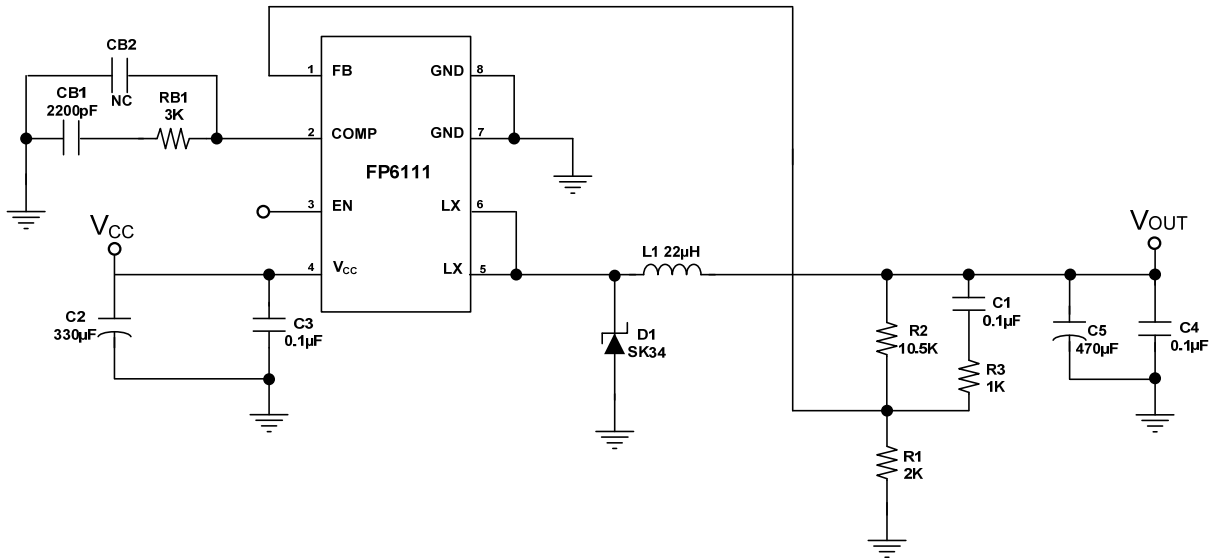 CB2
NC
CB1
2200pF
RB1
3K
1
FB
GND
8
2
COMP
GND
7
FP6111
3
EN
LX
6
VCC
4
VCC
LX
5
C2
330µF
C3
0.1µF
L1 22µH
D1
SK34
VOUT
R2
10.5K
C1
0.1µF
R3
1K
C5
470µF
C4
0.1µF
R1
2K